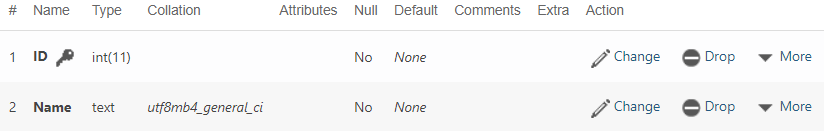 # Name Type Collation Attributes Null Default Comments Extra Action
1 ID int(11) No None Change Drop More
2 Name text utf8mb4_general_ci No None Change Drop More